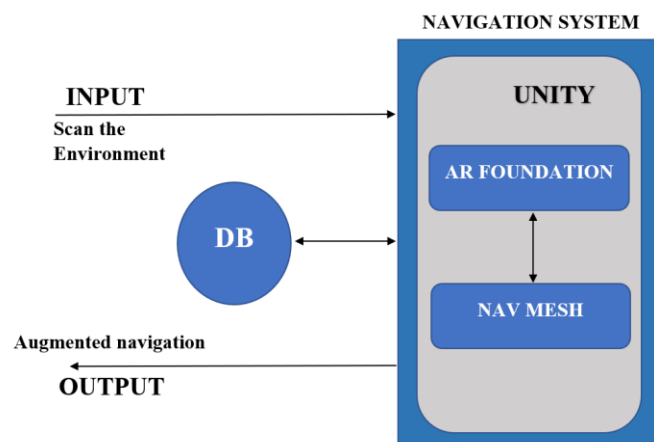 NAVIGATION SYSTEM
INPUT
Scan the
Environment
UNITY
AR FOUNDATION
DB
NAV MESH
Augmented navigation
OUTPUT